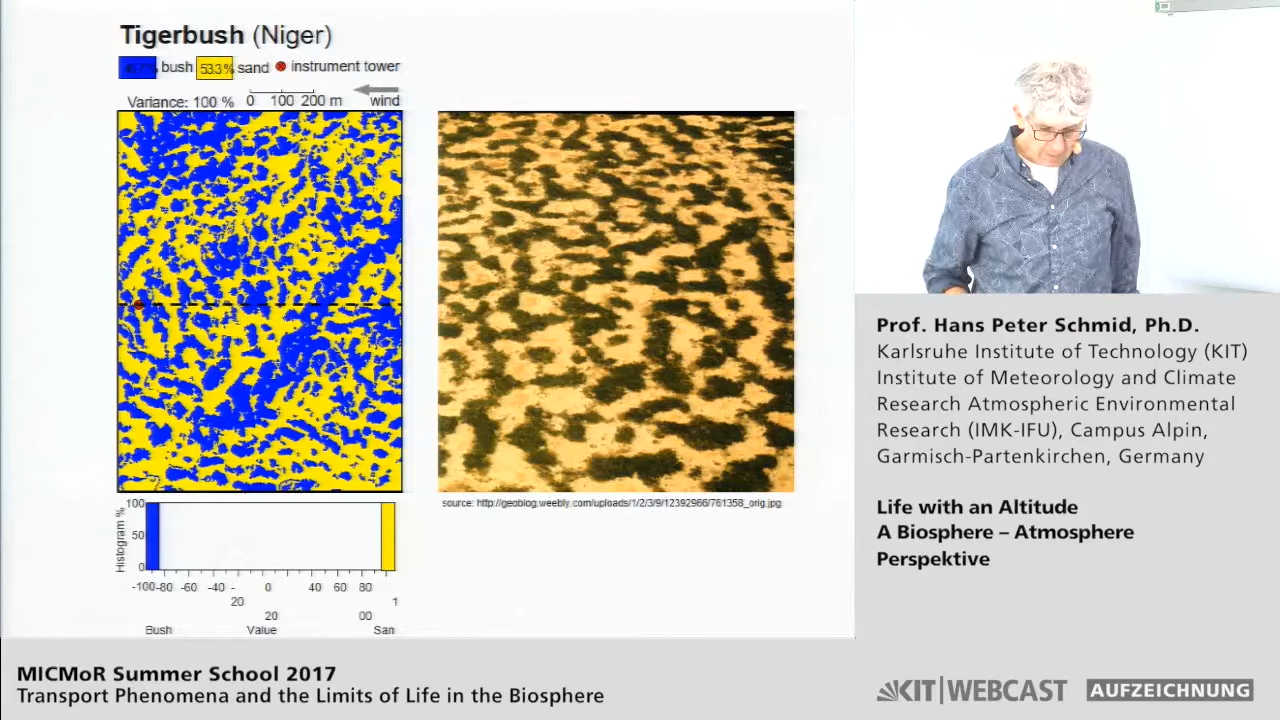 Tigerbush (Niger)
bush 53.3 % sand instrument tower
Variance: 100 % 0 100 200 m wind
source: http://geoblog.weebly.com/uploads/1/2/3/9/12392966/761358_orig.jpg
Histogram %
100
50
0
-100 -80 -60 -40 - 0 40 60 80
20 1
20 00
Bush Value San
Prof. Hans Peter Schmid, Ph.D.
Karlsruhe Institute of Technology (KIT)
Institute of Meteorology and Climate
Research Atmospheric Environmental
Research (IMK-IFU), Campus Alpin,
Garmisch-Partenkirchen, Germany
Life with an Altitude
A Biosphere – Atmosphere
Perspektive
MICMoR Summer School 2017
Transport Phenomena and the Limits of Life in the Biosphere
KIT WEBCAST AUFZEICHNUNG